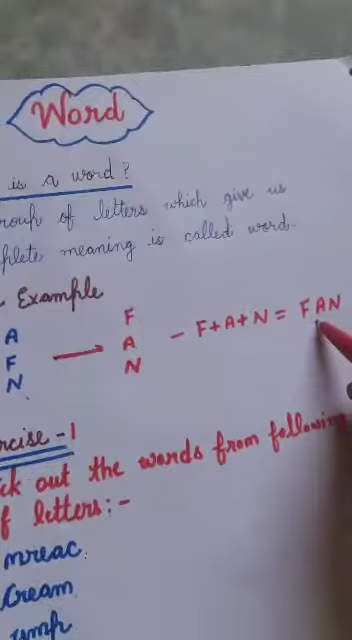 Word
is a word?
roup of letters which give us
plete meaning is called word.
Example
A F
F → A - F+A+N = FAN
N N
rcise-1
ck out the words from following
f letters:-
mreac.
Cream